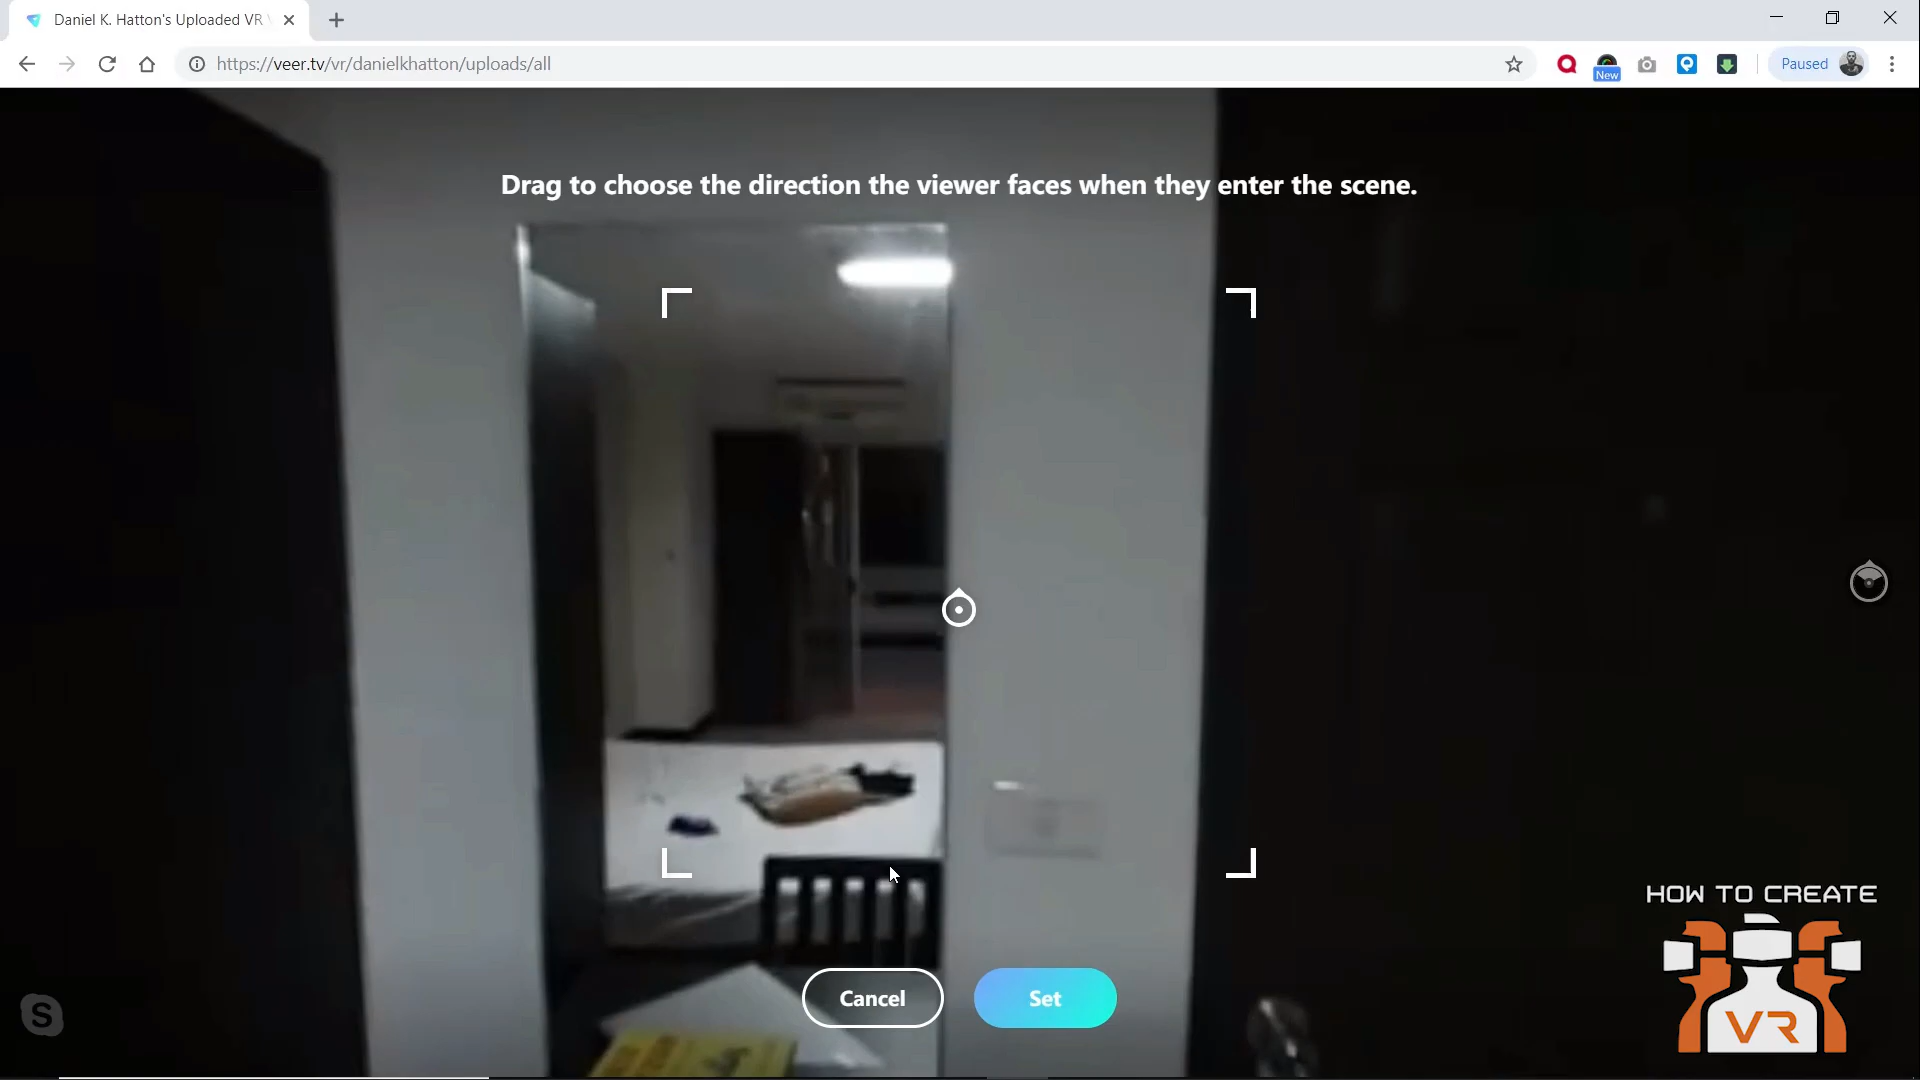 Daniel K. Hatton's Uploaded VR
https://veer.tv/vr/danielkhatton/uploads/all
New
Paused
Drag to choose the direction the viewer faces when they enter the scene.
Cancel
Set
HOW TO CREATE
VR
S